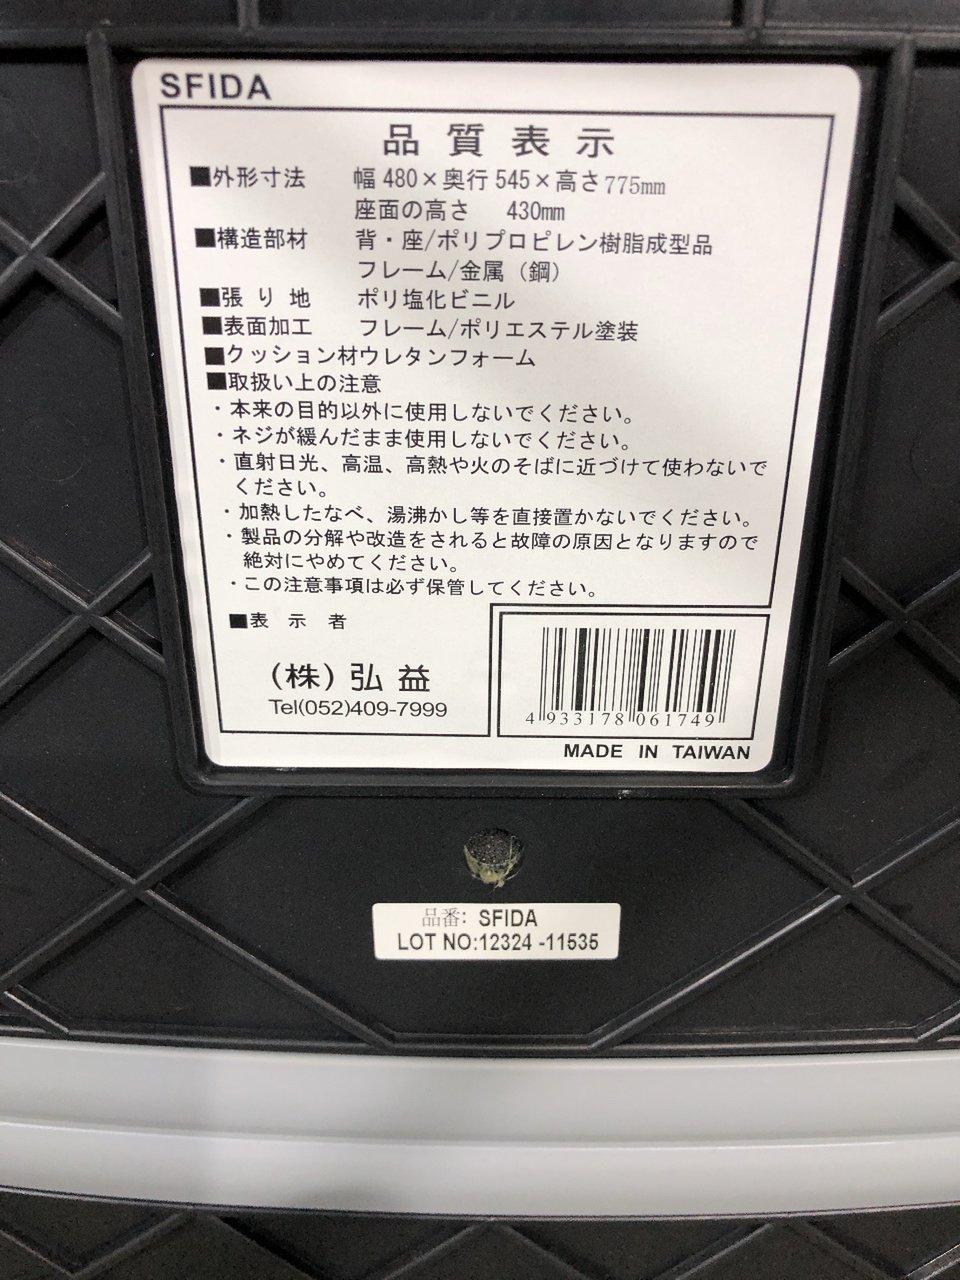 SFIDA
品質表示
■外形寸法 幅480×奥行545×高さ775mm
座面の高さ 430mm
■構造部材 背・座/ポリプロピレン樹脂成型品
フレーム/金属（鋼）
■張り地 ポリ塩化ビニル
■表面加工 フレーム/ポリエステル塗装
■クッション材ウレタンフォーム
■取扱い上の注意
・本来の目的以外に使用しないでください。
・ネジが緩んだまま使用しないでください。
・直射日光、高温、高熱や火のそばに近づけて使わないで
ください。
・加熱したなべ、湯沸かし等を直接置かないでください。
・製品の分解や改造をされると故障の原因となりますので
絶対にやめてください。
・この注意事項は必ず保管してください。
■表示者
(株)弘益
Tel(052)409-7999
4933178061749
MADE IN TAIWAN
品番: SFIDA
LOT NO:12324 -11535